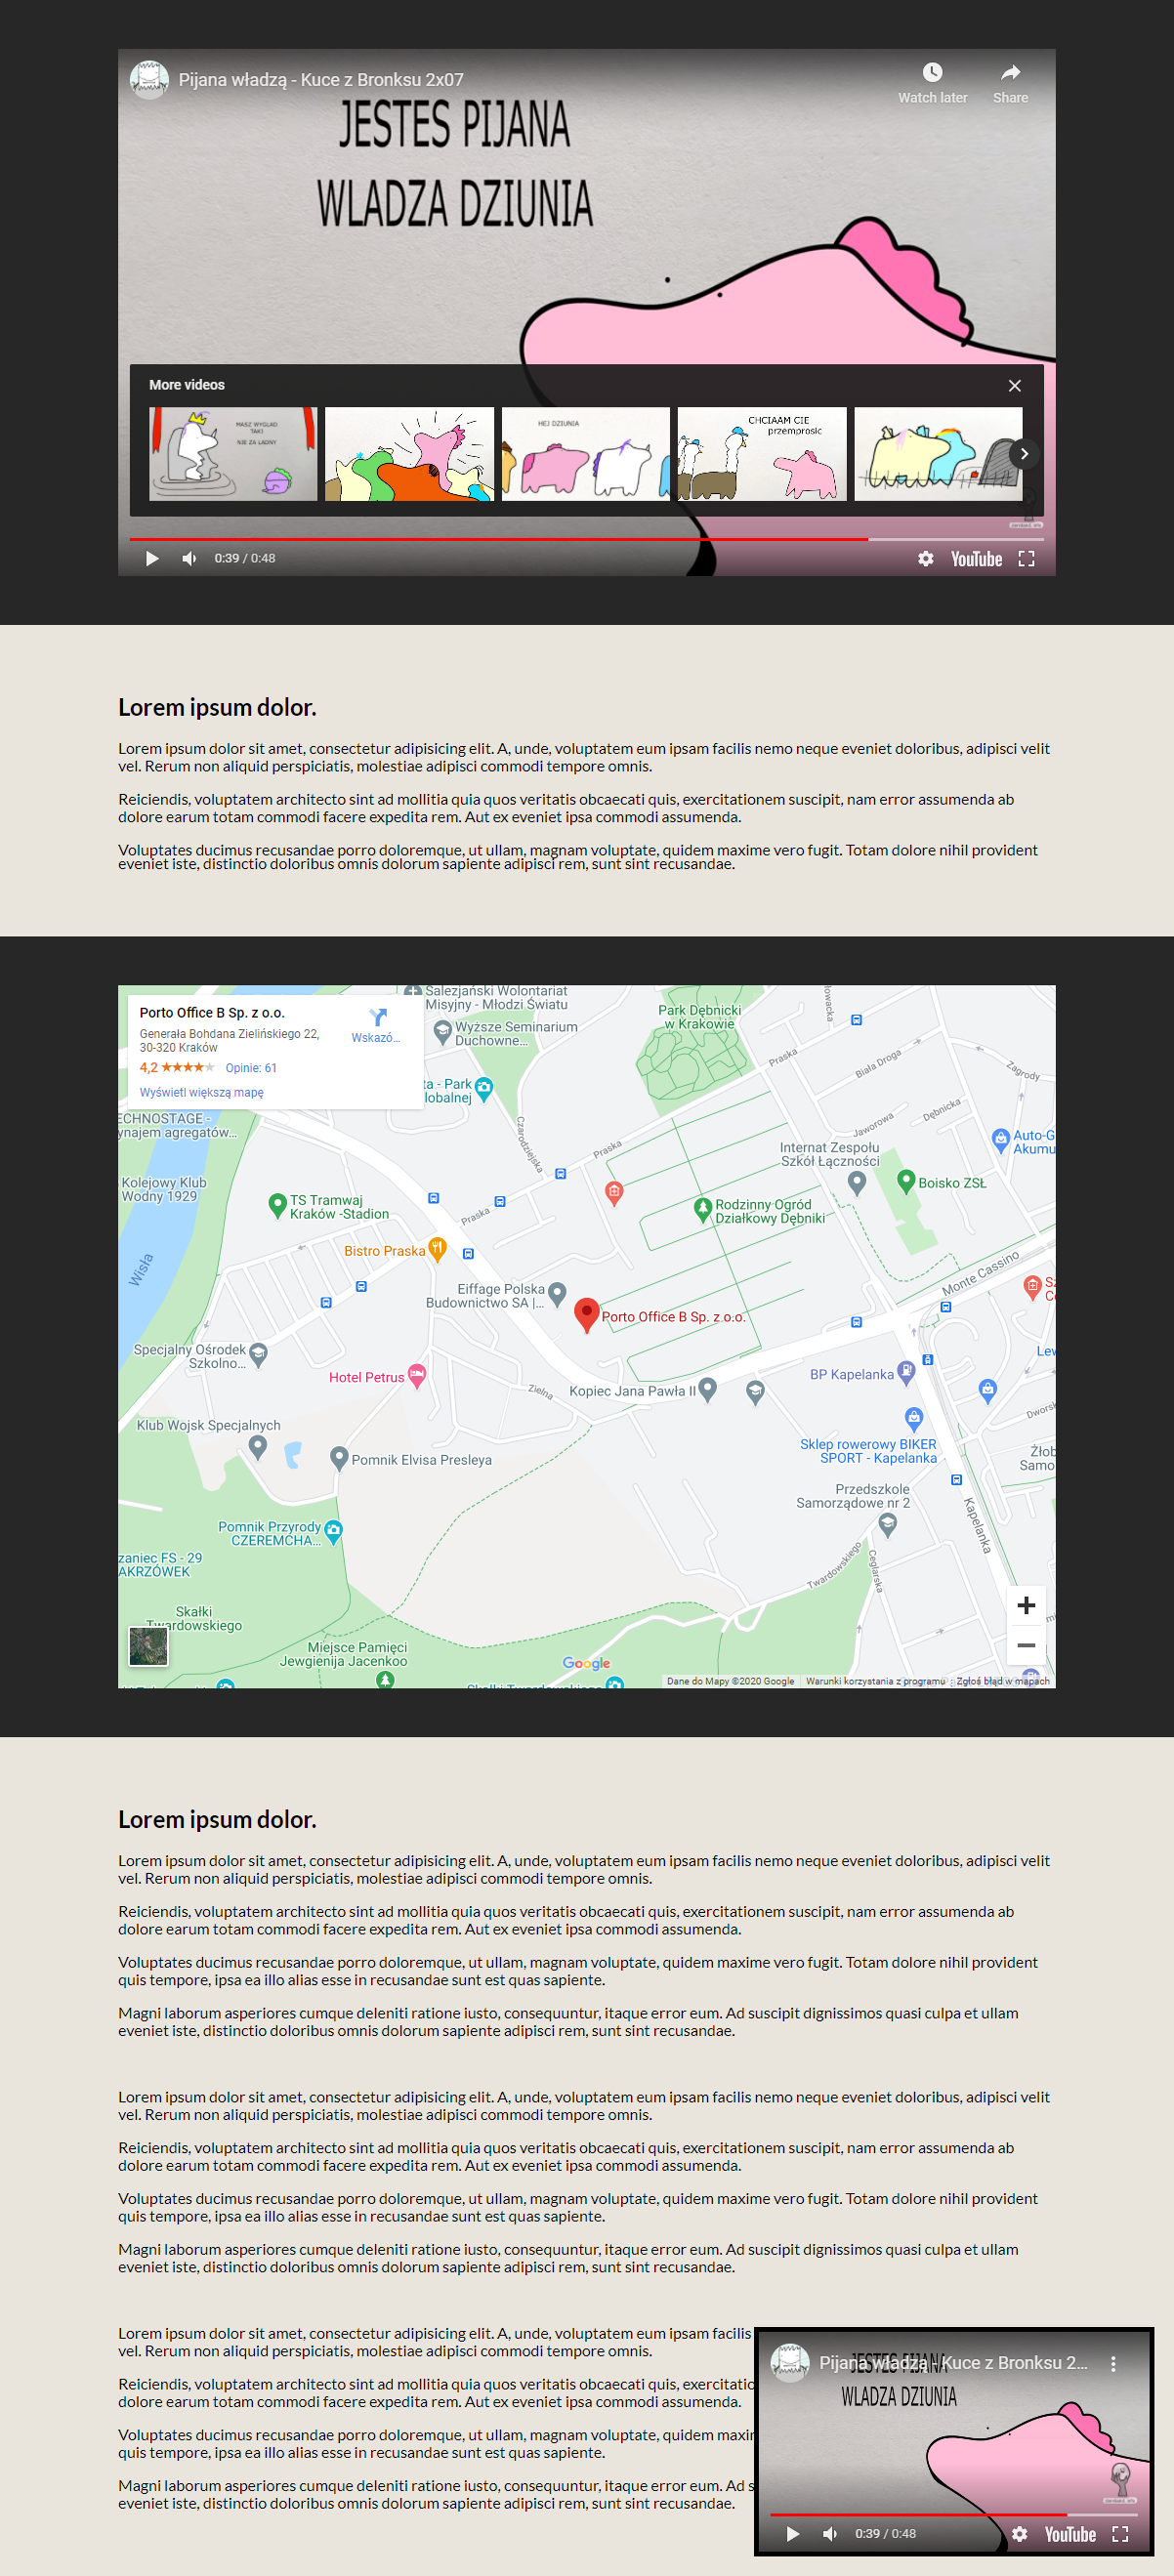 Pijana władzą - Kuce z Bronksu 2x07
Watch later
Share
JESTES PIJANA
WLADZA DZIUNIA
More videos
MASZ WYGLAD
TAKI
NIE ZA LADNY
HEJ DZIUNIA
CHCIAAM CIE
przemprosic
0:39 / 0:48
YouTube
Lorem ipsum dolor.
Lorem ipsum dolor sit amet, consectetur adipisicing elit. A, unde, voluptatem eum ipsam facilis nemo neque eveniet doloribus, adipisci velit
vel. Rerum non aliquid perspiciatis, molestiae adipisci commodi tempore omnis.
Reiciendis, voluptatem architecto sint ad mollitia quia quos veritatis obcaecati quis, exercitationem suscipit, nam error assumenda ab
dolore earum totam commodi facere expedita rem. Aut ex eveniet ipsa commodi assumenda.
Voluptates ducimus recusandae porro doloremque, ut ullam, magnam voluptate, quidem maxime vero fugit. Totam dolore nihil provident
eveniet iste, distinctio doloribus omnis dolorum sapiente adipisci rem, sunt sint recusandae.
Porto Office B Sp. z o.o.
Generała Bohdana Zielińskiego 22,
30-320 Kraków
4,2
Opinie: 61
Wyświetl większą mapę
Wskazó...
Salezjański Wolontariat
Misyjny - Młodzi Światu
Wyższe Seminarium
Duchowne...
ta - Park
lobalnej
Park Dębnicki
w Krakowie
łowacka
Praska
Biała Droga
Zagrody
Dębnicka
Jaworowa
ECHNOSTAGE -
ynajem agregatów...
Czarodziejska
Praska
Internat Zespołu
Szkół Łączności
Auto-G
Akumu
Kolejowy Klub
Wodny 1929
Boisko ZSŁ
TS Tramwaj
Kraków -Stadion
Rodzinny Ogród
Działkowy Dębniki
Praska
Bistro Praska
Wisła
Monte Cassino
Eiffage Polska
Budownictwo SA |...
Sz
Co
Porto Office B Sp. z.o.o.
Specjalny Ośrodek
Szkolno...
Lew
Hotel Petrus
BP Kapelanka
Zielna
Kopiec Jana Pawła II
Dworsk
Klub Wojsk Specjalnych
Sklep rowerowy BIKER
SPORT - Kapelanka
Pomnik Elvisa Presleya
Żłob
Samo
Przedszkole
Samorządowe nr 2
Kapelanka
Pomnik Przyrody
CZEREMCHA...
zaniec FS - 29
AKRZÓWEK
Twardowskiego
Ceglarska
Skałki
Twardowskiego
Miejsce Pamięci
Jewgienija Jacenkoo
Google
Skałki Twardowskiego
Dane do Mapy ©2020 Google
Warunki korzystania z programu
Zgłoś błąd w mapach
Lorem ipsum dolor.
Lorem ipsum dolor sit amet, consectetur adipisicing elit. A, unde, voluptatem eum ipsam facilis nemo neque eveniet doloribus, adipisci velit
vel. Rerum non aliquid perspiciatis, molestiae adipisci commodi tempore omnis.
Reiciendis, voluptatem architecto sint ad mollitia quia quos veritatis obcaecati quis, exercitationem suscipit, nam error assumenda ab
dolore earum totam commodi facere expedita rem. Aut ex eveniet ipsa commodi assumenda.
Voluptates ducimus recusandae porro doloremque, ut ullam, magnam voluptate, quidem maxime vero fugit. Totam dolore nihil provident
quis tempore, ipsa ea illo alias esse in recusandae sunt est quas sapiente.
Magni laborum asperiores cumque deleniti ratione iusto, consequuntur, itaque error eum. Ad suscipit dignissimos quasi culpa et ullam
eveniet iste, distinctio doloribus omnis dolorum sapiente adipisci rem, sunt sint recusandae.
Lorem ipsum dolor sit amet, consectetur adipisicing elit. A, unde, voluptatem eum ipsam facilis nemo neque eveniet doloribus, adipisci velit
vel. Rerum non aliquid perspiciatis, molestiae adipisci commodi tempore omnis.
Reiciendis, voluptatem architecto sint ad mollitia quia quos veritatis obcaecati quis, exercitationem suscipit, nam error assumenda ab
dolore earum totam commodi facere expedita rem. Aut ex eveniet ipsa commodi assumenda.
Voluptates ducimus recusandae porro doloremque, ut ullam, magnam voluptate, quidem maxime vero fugit. Totam dolore nihil provident
quis tempore, ipsa ea illo alias esse in recusandae sunt est quas sapiente.
Magni laborum asperiores cumque deleniti ratione iusto, consequuntur, itaque error eum. Ad suscipit dignissimos quasi culpa et ullam
eveniet iste, distinctio doloribus omnis dolorum sapiente adipisci rem, sunt sint recusandae.
Lorem ipsum dolor sit amet, consectetur adipisicing elit. A, unde, voluptatem eum ipsam facilis
vel. Rerum non aliquid perspiciatis, molestiae adipisci commodi tempore omnis.
Reiciendis, voluptatem architecto sint ad mollitia quia quos veritatis obcaecati quis, exercitatio
dolore earum totam commodi facere expedita rem. Aut ex eveniet ipsa commodi assumenda.
Voluptates ducimus recusandae porro doloremque, ut ullam, magnam voluptate, quidem maxin
quis tempore, ipsa ea illo alias esse in recusandae sunt est quas sapiente.
Magni laborum asperiores cumque deleniti ratione iusto, consequuntur, itaque error eum. Ad s
eveniet iste, distinctio doloribus omnis dolorum sapiente adipisci rem, sunt sint recusandae.
Pijana władzą - Kuce z Bronksu 2...
JESTES PIJANA
WLADZA DZIUNIA
0:39 / 0:48
YouTube